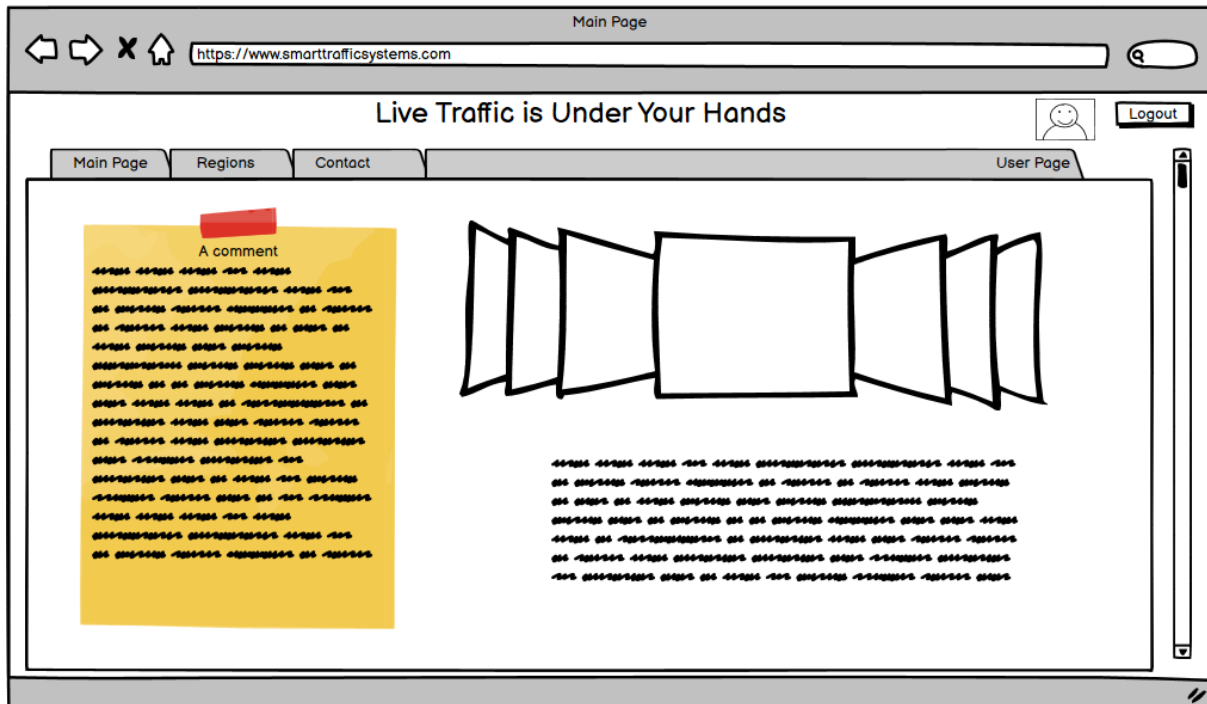 Main Page
https://www.smarttrafficsystems.com
Live Traffic is Under Your Hands
Logout
Main Page
Regions
Contact
User Page
A comment